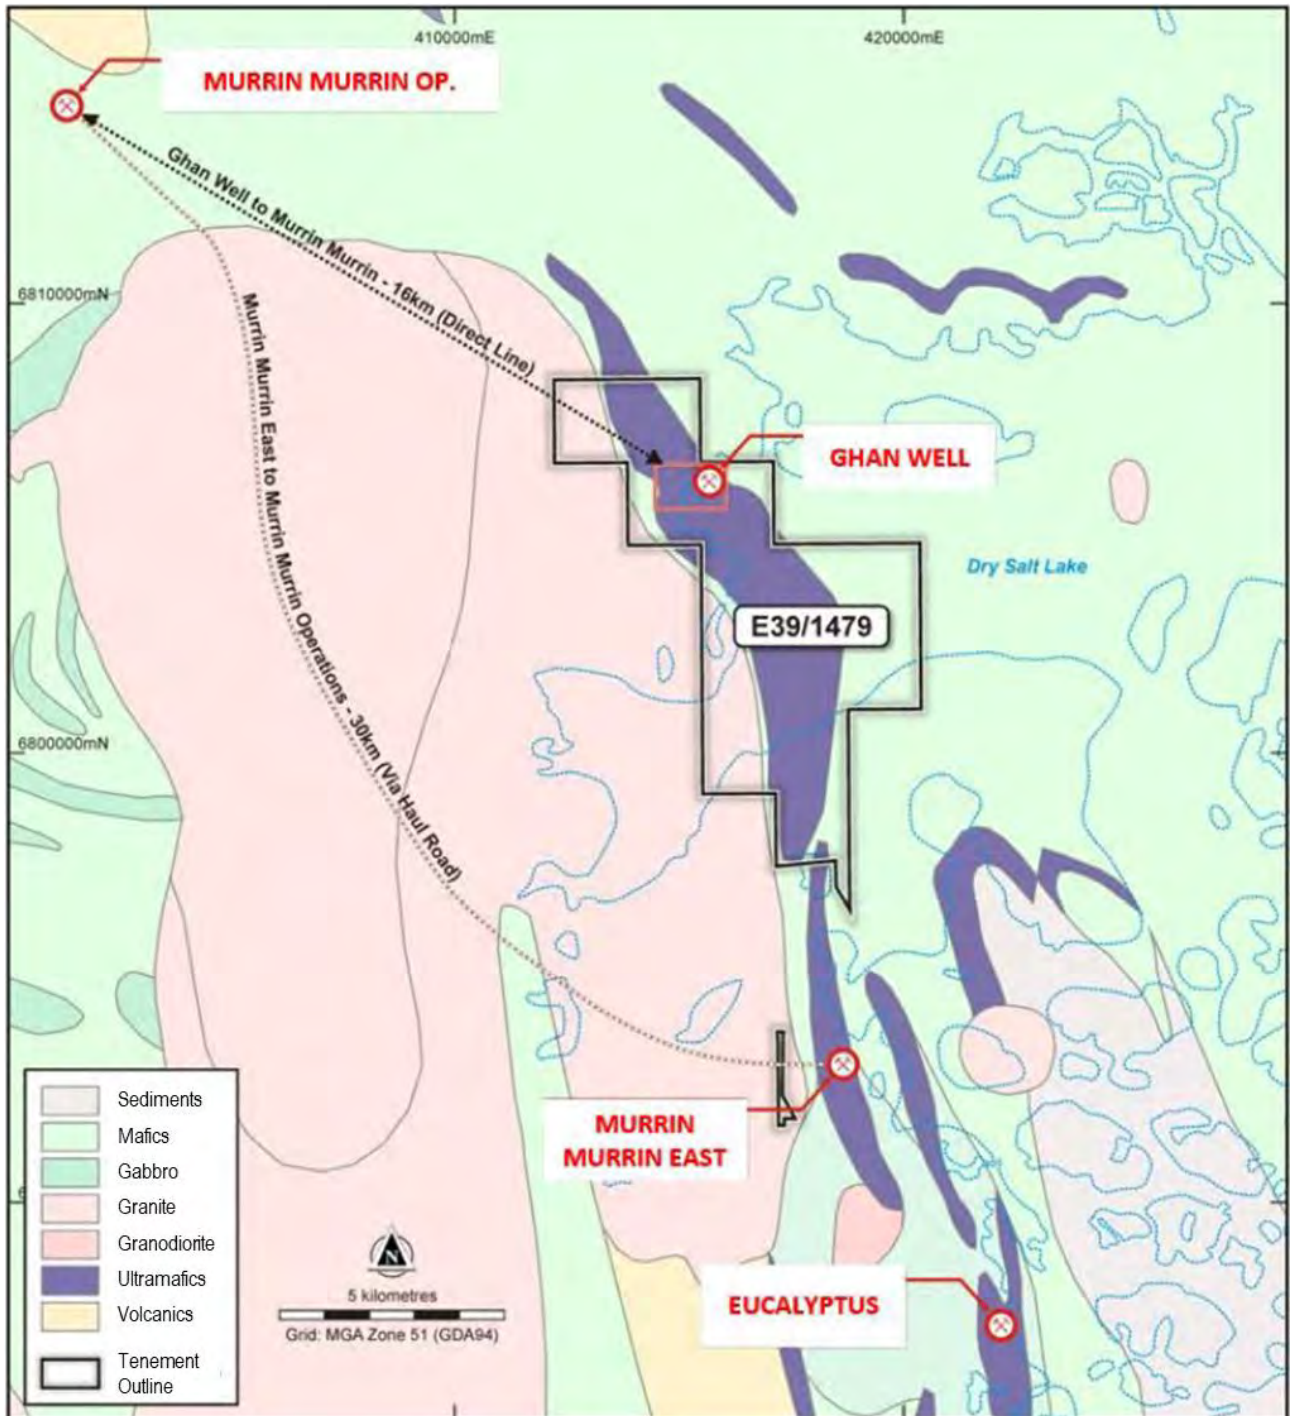 410000mE
420000mE
MURRIN MURRIN OP.
Ghan Well to Murrin Murrin - 16km (Direct Line)
6810000mN
Murrin Murrin East to Murrin Murrin Operations - 30km (Via Haul Road)
GHAN WELL
Dry Salt Lake
E39/1479
6800000mN
MURRIN
MURRIN EAST
EUCALYPTUS
Sediments
Mafics
Gabbro
Granite
Granodiorite
Ultramafics
Volcanics
Tenement
Outline
N
5 kilometres
Grid: MGA Zone 51 (GDA94)